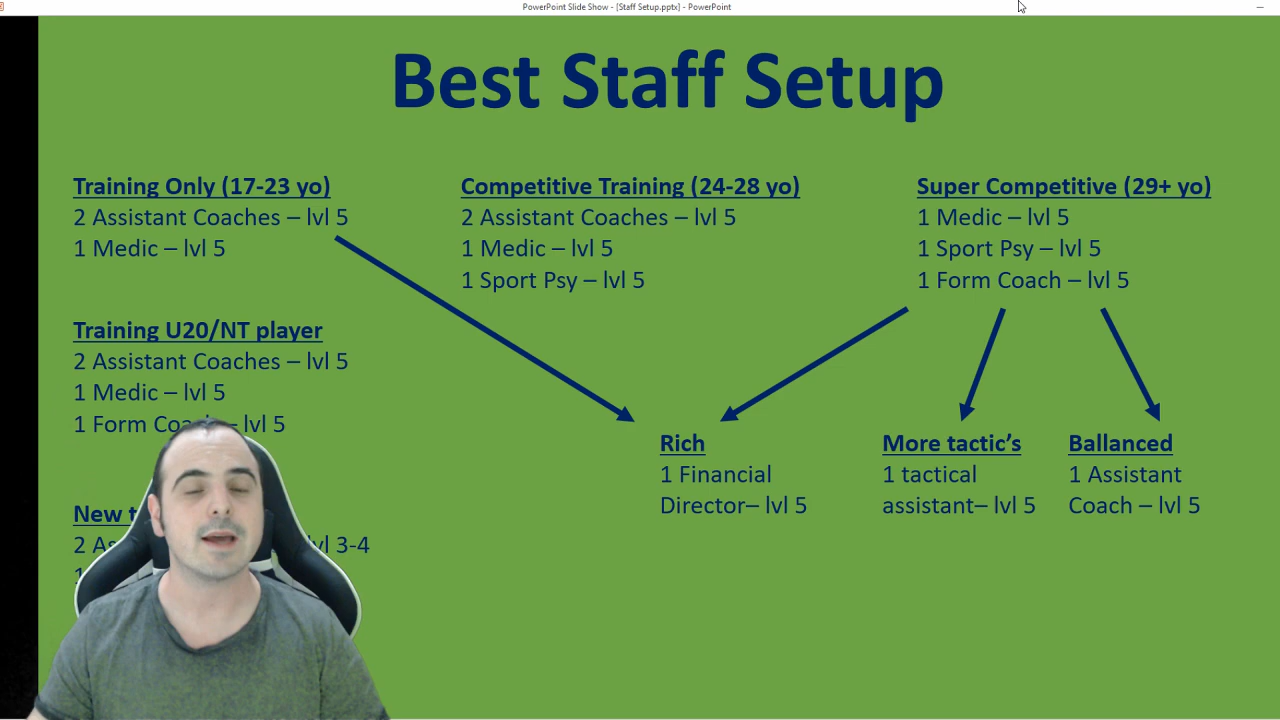 PowerPoint Slide Show - [Staff Setup.pptx] - PowerPoint
Best Staff Setup
Training Only (17-23 yo)
2 Assistant Coaches – lvl 5
1 Medic – lvl 5
Competitive Training (24-28 yo)
2 Assistant Coaches – lvl 5
1 Medic – lvl 5
1 Sport Psy – lvl 5
Super Competitive (29+ yo)
1 Medic – lvl 5
1 Sport Psy – lvl 5
1 Form Coach – lvl 5
Training U20/NT player
2 Assistant Coaches – lvl 5
1 Medic – lvl 5
1 Form Coach – lvl 5
Rich
1 Financial
Director– lvl 5
More tactic’s
1 tactical
assistant– lvl 5
Ballanced
1 Assistant
Coach – lvl 5
New
2 lvl 3-4
1